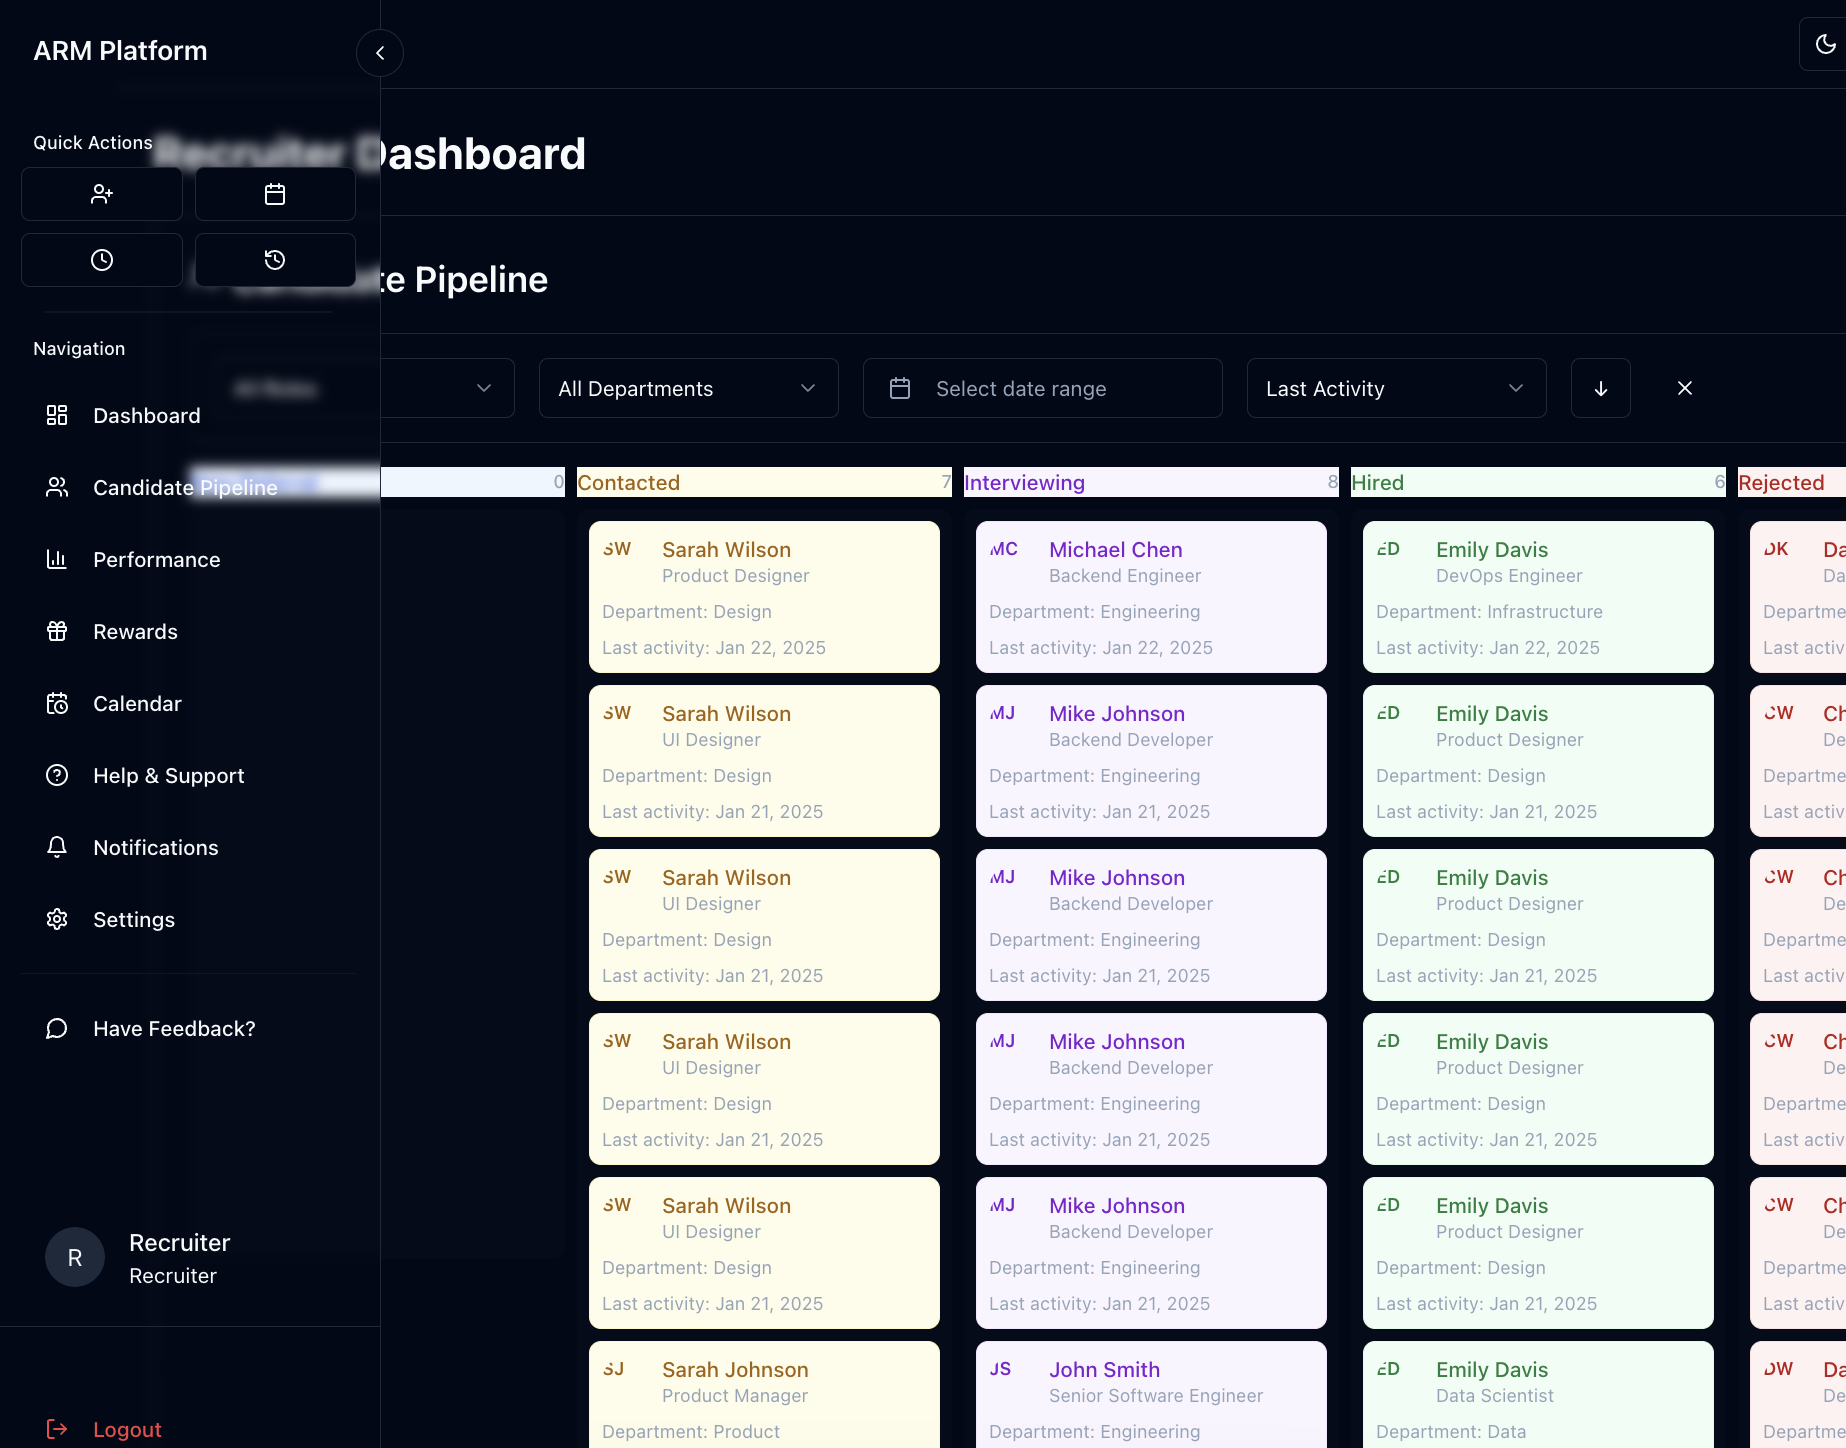 ARM Platform
Quick Actions
Recruiter Dashboard
Candidate Pipeline
Navigation
Dashboard
Candidate Pipeline
Performance
Rewards
Calendar
Help & Support
Notifications
Settings
Have Feedback?
R
Recruiter
Recruiter
Logout
All Roles
All Departments
Select date range
Last Activity
0
Contacted 7
SW Sarah Wilson
Product Designer
Department: Design
Last activity: Jan 22, 2025
SW Sarah Wilson
UI Designer
Department: Design
Last activity: Jan 21, 2025
SW Sarah Wilson
UI Designer
Department: Design
Last activity: Jan 21, 2025
SW Sarah Wilson
UI Designer
Department: Design
Last activity: Jan 21, 2025
SW Sarah Wilson
UI Designer
Department: Design
Last activity: Jan 21, 2025
SJ Sarah Johnson
Product Manager
Department: Product
Interviewing 8
MC Michael Chen
Backend Engineer
Department: Engineering
Last activity: Jan 22, 2025
MJ Mike Johnson
Backend Developer
Department: Engineering
Last activity: Jan 21, 2025
MJ Mike Johnson
Backend Developer
Department: Engineering
Last activity: Jan 21, 2025
MJ Mike Johnson
Backend Developer
Department: Engineering
Last activity: Jan 21, 2025
MJ Mike Johnson
Backend Developer
Department: Engineering
Last activity: Jan 21, 2025
JS John Smith
Senior Software Engineer
Department: Engineering
Hired 6
ED Emily Davis
DevOps Engineer
Department: Infrastructure
Last activity: Jan 22, 2025
ED Emily Davis
Product Designer
Department: Design
Last activity: Jan 21, 2025
ED Emily Davis
Product Designer
Department: Design
Last activity: Jan 21, 2025
ED Emily Davis
Product Designer
Department: Design
Last activity: Jan 21, 2025
ED Emily Davis
Product Designer
Department: Design
Last activity: Jan 21, 2025
ED Emily Davis
Data Scientist
Department: Data
Rejected
DK Da
Da
Departme
Last activ
CW Ch
De
Departme
Last activ
CW Ch
De
Departme
Last activ
CW Ch
De
Departme
Last activ
CW Ch
De
Departme
Last activ
DW Da
De
Departme